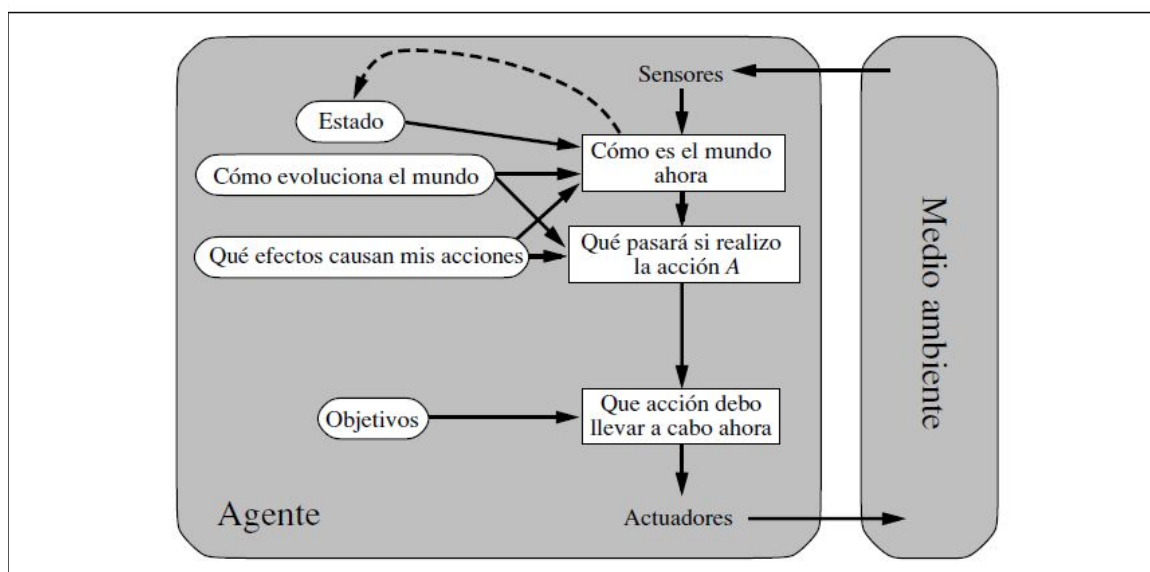 Sensores
Estado
Cómo es el mundo
ahora
Cómo evoluciona el mundo
Qué efectos causan mis acciones
Qué pasará si realizo
la acción A
Objetivos
Que acción debo
llevar a cabo ahora
Agente
Actuadores
Medio ambiente